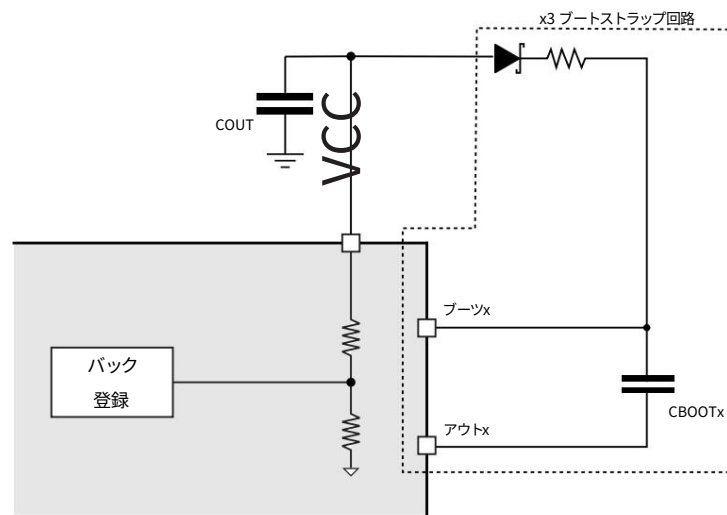 x3 ブートストラップ回路
COUT
VCC
ブーツx
バック
登録
CBOOTx
アウトx